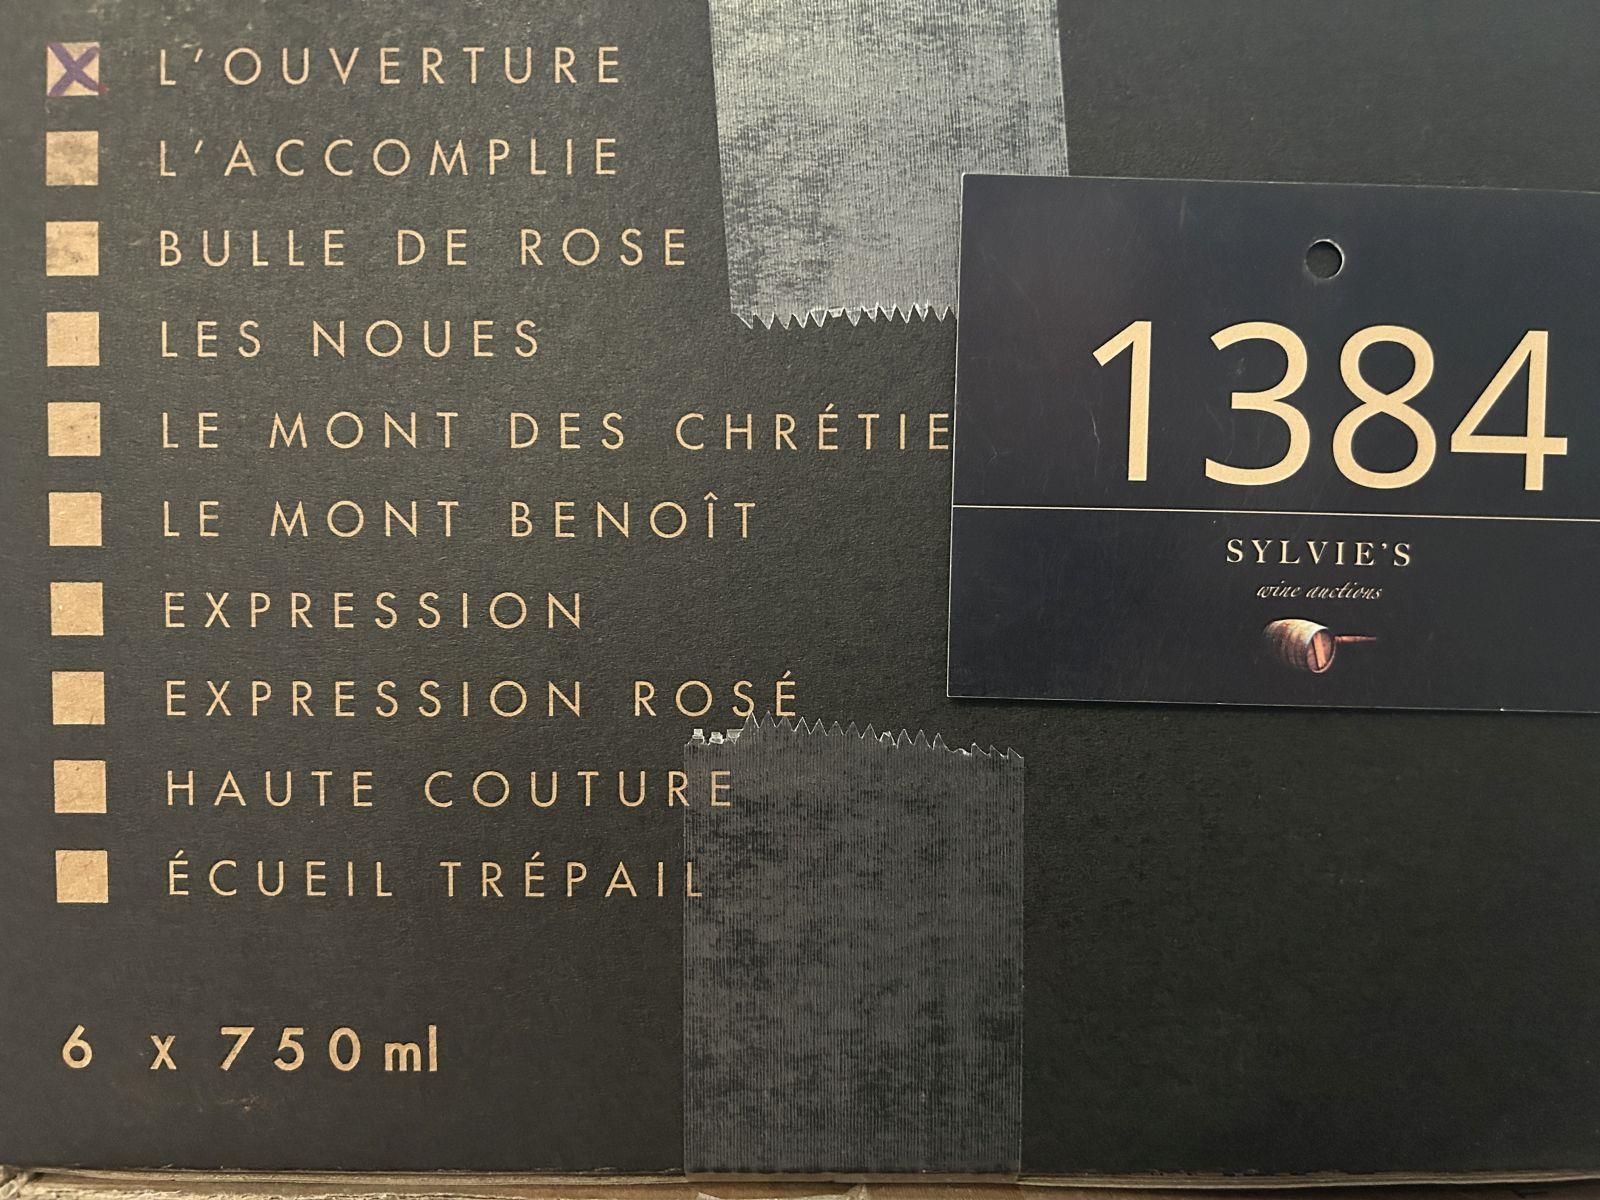 L'OUVERTURE
L'ACCOMPLIE
BULLE DE ROSE
LES NOUES
LE MONT DES CHRÉTIE
LE MONT BENOÎT
EXPRESSION
EXPRESSION ROSÉ
HAUTE COUTURE
ÉCUEIL TRÉPAIL
6 x 750ml
1384
SYLVIE'S
wine auctions